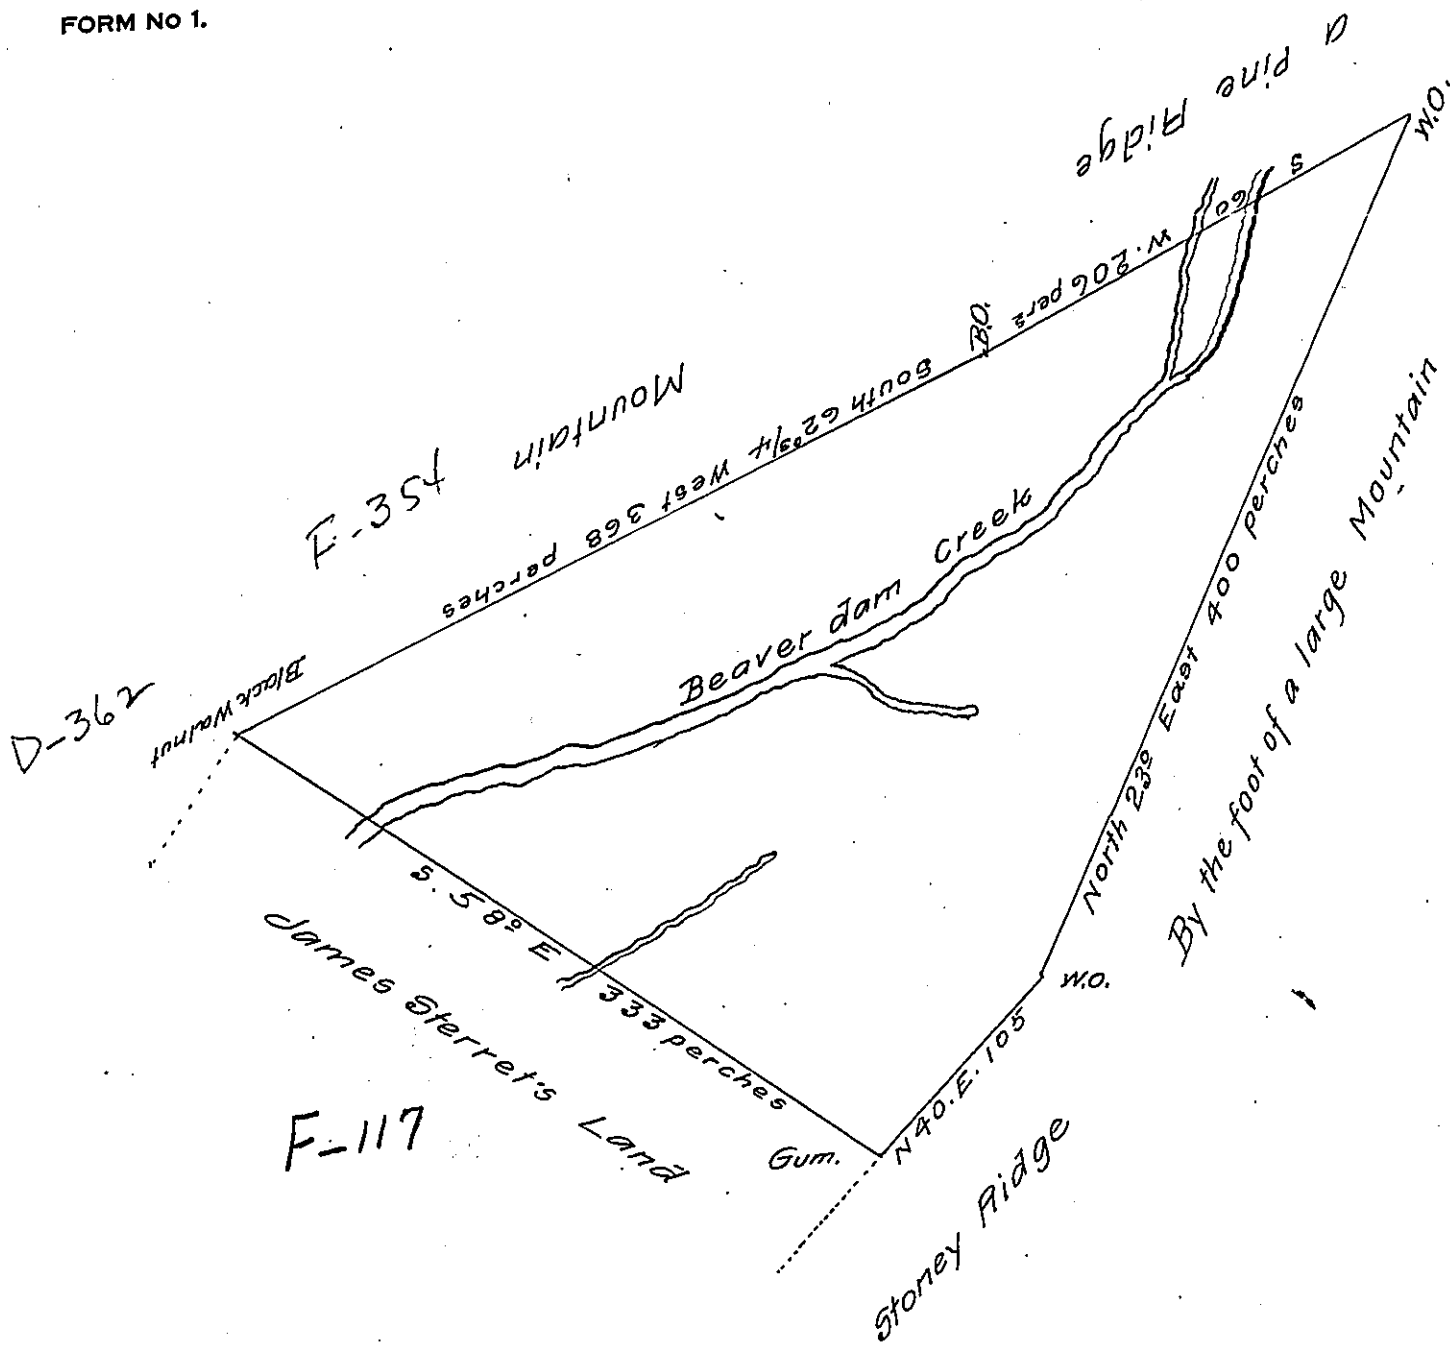 FORM NO 1.
a Pine Ridge
W.O.
S 60 W. 206 pers
B.O.
South 62°3/4 West 368 perches
Mountain
F-354
D-362
Black Walnut
Beaver dam Creek
North 23° East 400 perches
By the foot of a large Mountain
S. 58° E 333 perches
James Sterret's Land
F-117
Gum.
N 40. E. 105
W.O.
Stoney Ridge